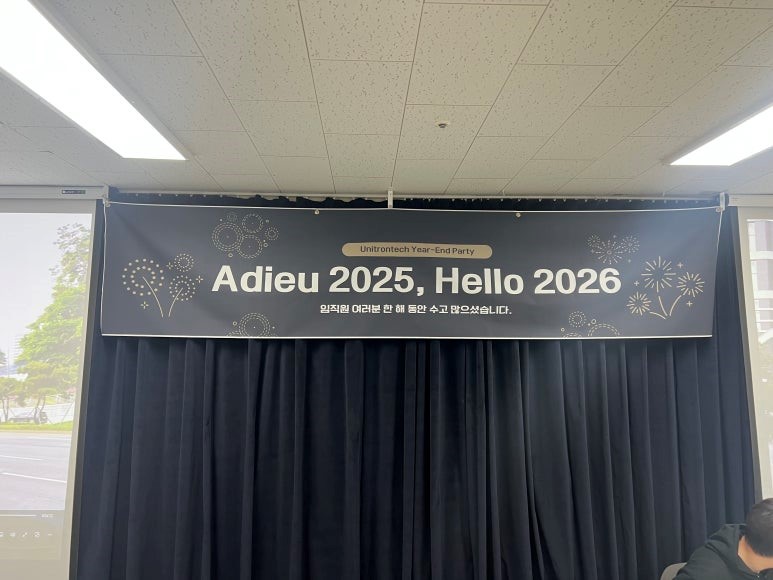 Unitrontech Year-End Party
Adieu 2025, Hello 2026
임직원 여러분 한 해 동안 수고 많으셨습니다.